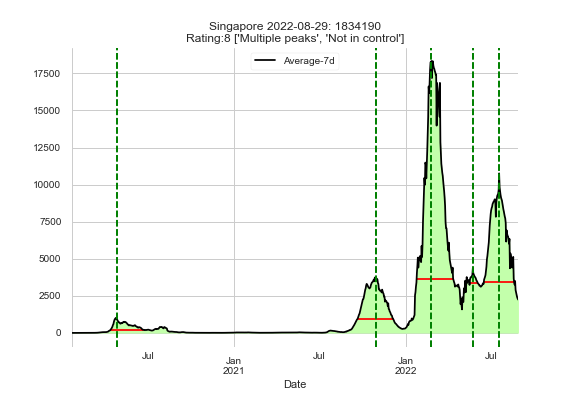 Singapore 2022-08-29: 1834190
Rating:8 ['Multiple peaks', 'Not in control']
Average-7d
17500
15000
12500
10000
7500
5000
2500
0
Jul
Jan
2021
Jul
Jan
2022
Jul
Date